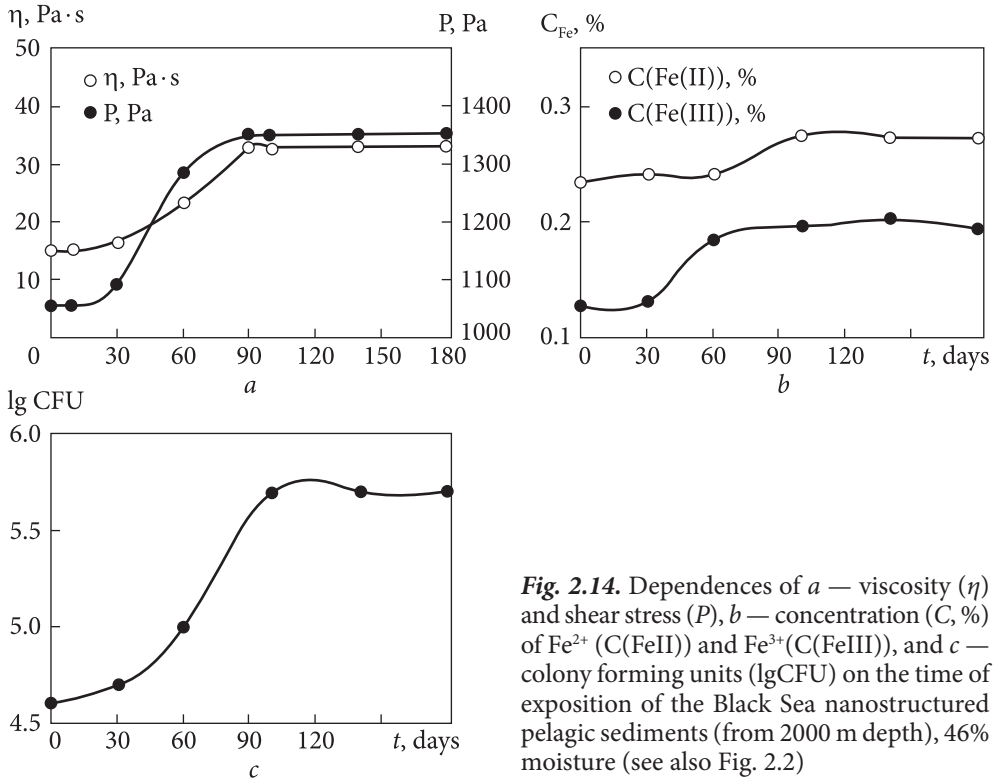 η, Pa·s
P, Pa
50
40
30
20
10
η, Pa·s
P, Pa
1400
1300
1200
1100
1000
0 30 60 90 120 150 180
a
C_Fe, %
0.3
0.2
0.1
C(Fe(II)), %
C(Fe(III)), %
0 30 60 90 120 t, days
b
lg CFU
6.0
5.5
5.0
4.5
0 30 60 90 120 t, days
c
Fig. 2.14. Dependences of a — viscosity (η)
and shear stress (P), b — concentration (C, %)
of Fe²⁺ (C(FeII)) and Fe³⁺(C(FeIII)), and c —
colony forming units (lgCFU) on the time of
exposition of the Black Sea nanostructured
pelagic sediments (from 2000 m depth), 46%
moisture (see also Fig. 2.2)